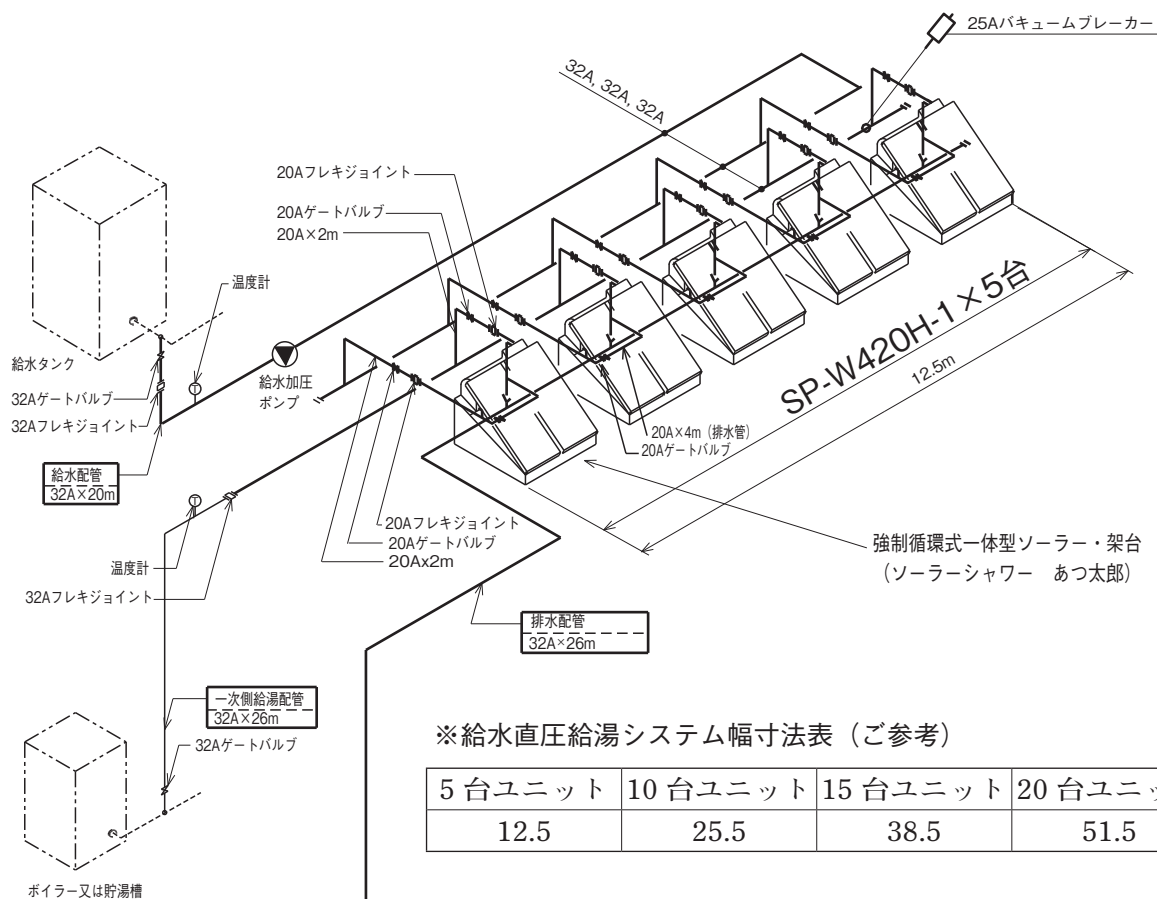 25Aバキュームブレーカー
32A, 32A, 32A
20Aフレキジョイント
20Aゲートバルブ
20A×2m
温度計
給水タンク
32Aゲートバルブ
32Aフレキジョイント
給水加圧
ポンプ
給水配管
32A×20m
SP-W420H-1×5台
12.5m
20A×4m（排水管）
20Aゲートバルブ
20Aフレキジョイント
20Aゲートバルブ
20Ax2m
強制循環式一体型ソーラー・架台
（ソーラーシャワー　あつ太郎）
温度計
32Aフレキジョイント
排水配管
32A×26m
一次側給湯配管
32A×26m
32Aゲートバルブ
ボイラー又は貯湯槽
※給水直圧給湯システム幅寸法表（ご参考）
5 台ユニット 10 台ユニット 15 台ユニット 20 台ユニッ
12.5 25.5 38.5 51.5